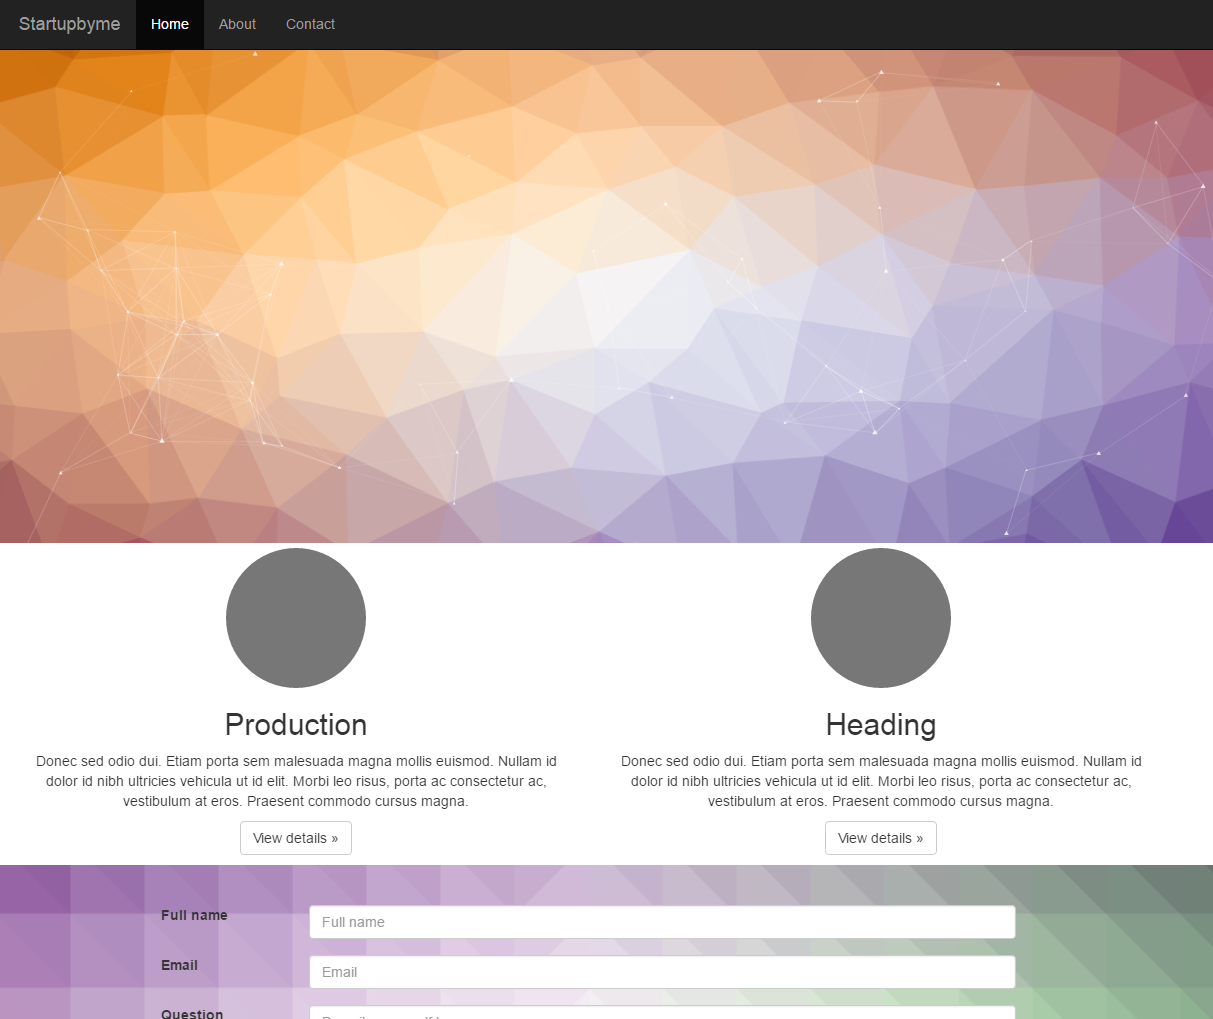 Startupbyme Home About Contact
Production
Donec sed odio dui. Etiam porta sem malesuada magna mollis euismod. Nullam id
dolor id nibh ultricies vehicula ut id elit. Morbi leo risus, porta ac consectetur ac,
vestibulum at eros. Praesent commodo cursus magna.
View details »
Heading
Donec sed odio dui. Etiam porta sem malesuada magna mollis euismod. Nullam id
dolor id nibh ultricies vehicula ut id elit. Morbi leo risus, porta ac consectetur ac,
vestibulum at eros. Praesent commodo cursus magna.
View details »
Full name Full name
Email Email
Question